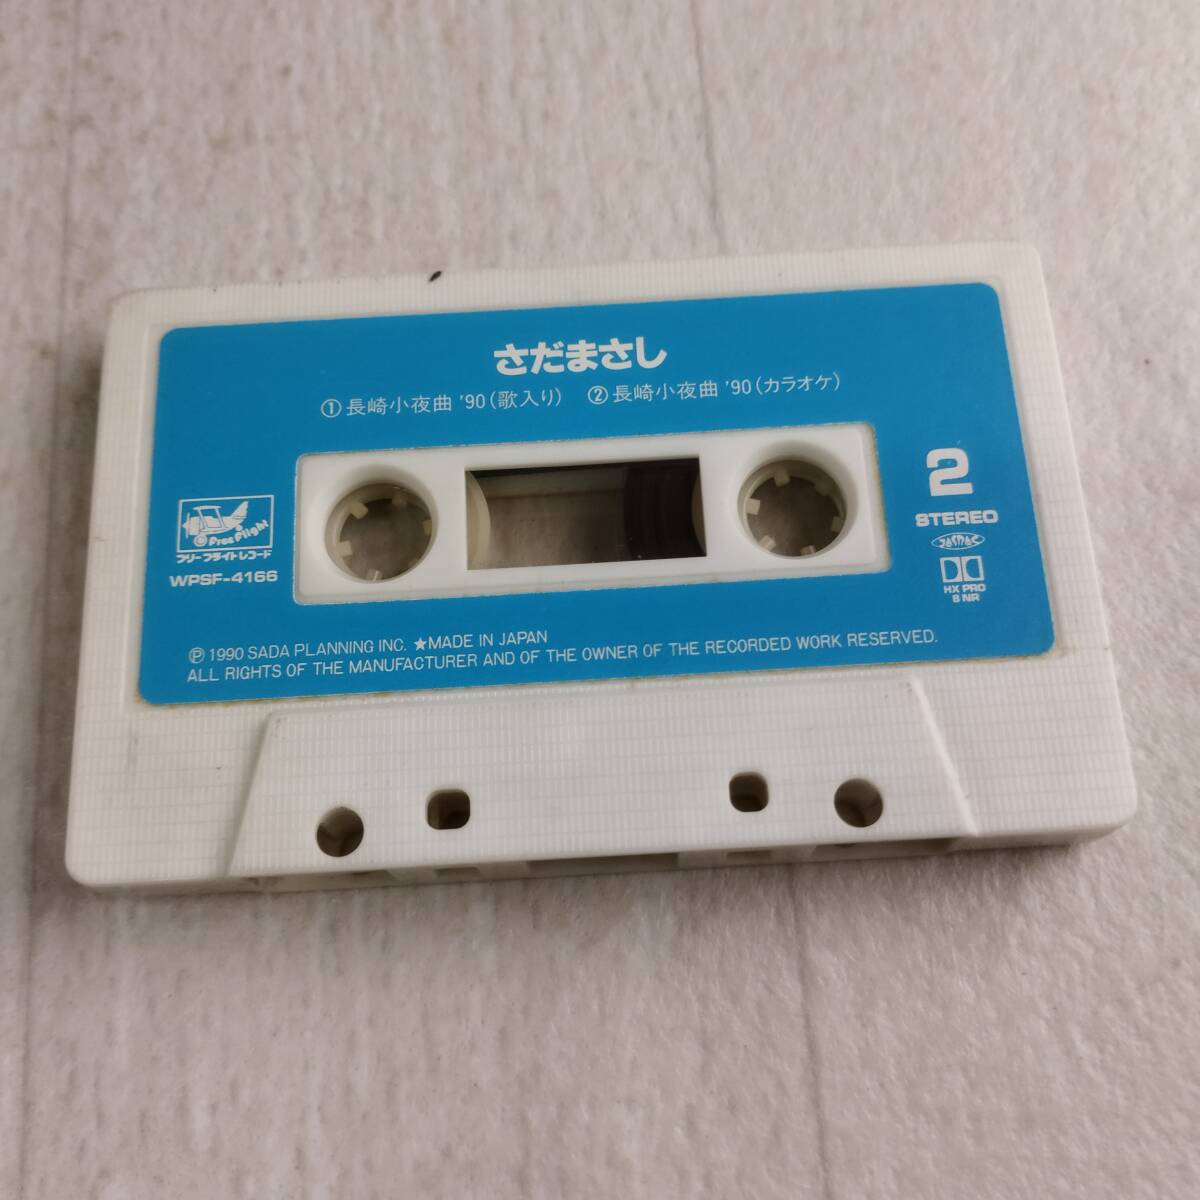 さだまさし
①長崎小夜曲 '90(歌入り) ②長崎小夜曲 '90(カラオケ)
2
STEREO
JASRAC
HX PRO
B NR
Free Flight
フリーフライトレコード
WPSF-4166
Ⓟ 1990 SADA PLANNING INC. ★MADE IN JAPAN
ALL RIGHTS OF THE MANUFACTURER AND OF THE OWNER OF THE RECORDED WORK RESERVED.